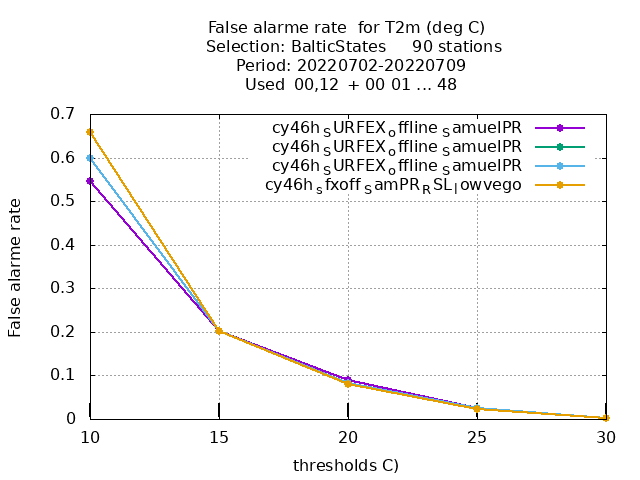 False alarme rate  for T2m (deg C)
Selection: BalticStates     90 stations
Period: 20220702-20220709
Used  00,12  + 00 01 ... 48
0.7
0.6
0.5
0.4
0.3
0.2
0.1
0
False alarme rate
cy46h_SURFEX_offline_SamuelPR
cy46h_SURFEX_offline_SamuelPR
cy46h_SURFEX_offline_SamuelPR
cy46h_sfxoff_SamPR_RSL_lowvego
10 15 20 25 30
thresholds C)